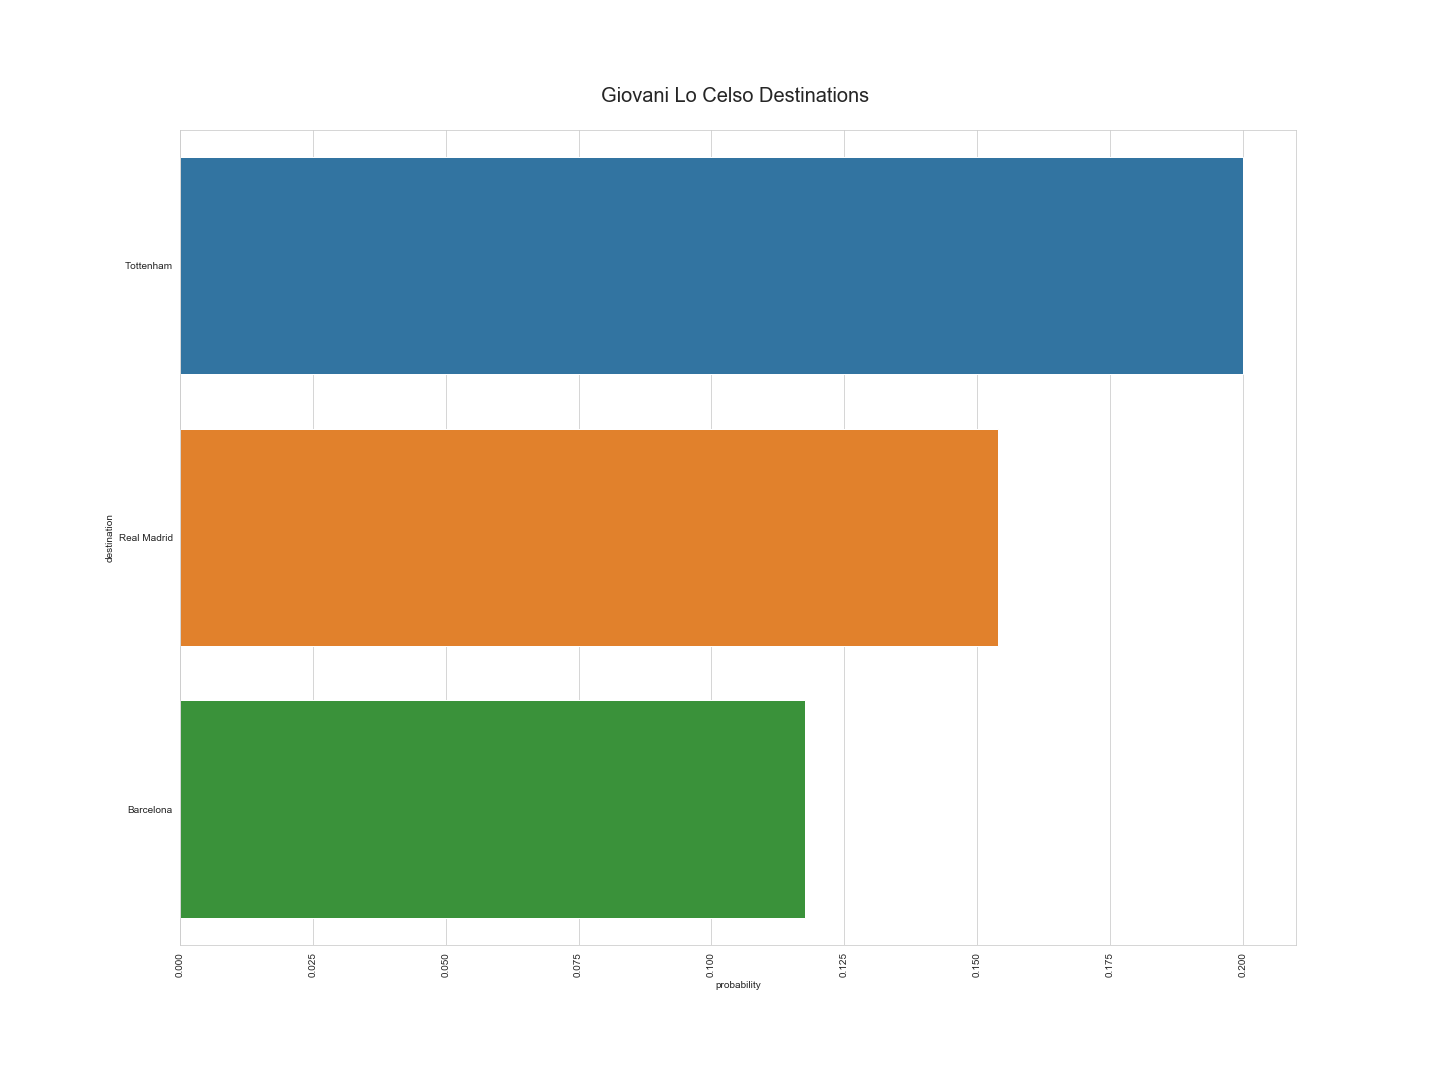 Giovani Lo Celso Destinations
Tottenham
Real Madrid
Barcelona
destination
0.000
0.025
0.050
0.075
0.100
0.125
0.150
0.175
0.200
probability